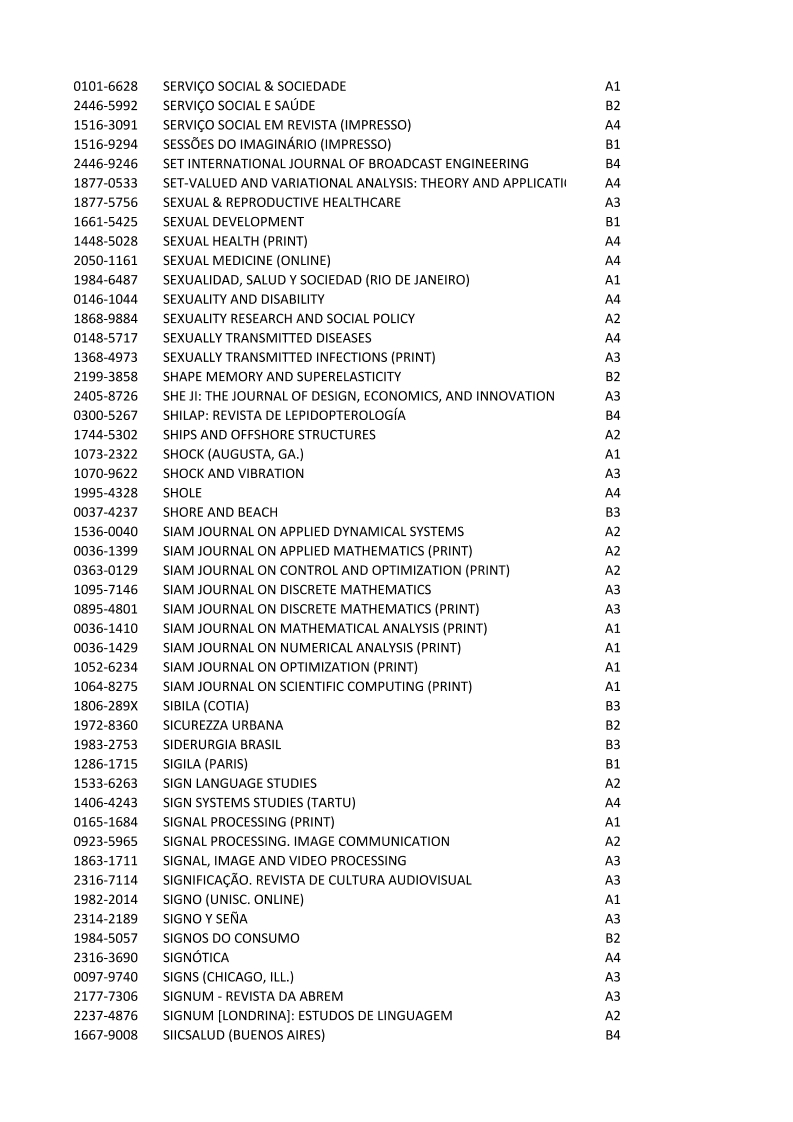 0101-6628 SERVIÇO SOCIAL & SOCIEDADE A1
2446-5992 SERVIÇO SOCIAL E SAÚDE B2
1516-3091 SERVIÇO SOCIAL EM REVISTA (IMPRESSO) A4
1516-9294 SESSÕES DO IMAGINÁRIO (IMPRESSO) B1
2446-9246 SET INTERNATIONAL JOURNAL OF BROADCAST ENGINEERING B4
1877-0533 SET-VALUED AND VARIATIONAL ANALYSIS: THEORY AND APPLICATI A4
1877-5756 SEXUAL & REPRODUCTIVE HEALTHCARE A3
1661-5425 SEXUAL DEVELOPMENT B1
1448-5028 SEXUAL HEALTH (PRINT) A4
2050-1161 SEXUAL MEDICINE (ONLINE) A4
1984-6487 SEXUALIDAD, SALUD Y SOCIEDAD (RIO DE JANEIRO) A1
0146-1044 SEXUALITY AND DISABILITY A4
1868-9884 SEXUALITY RESEARCH AND SOCIAL POLICY A2
0148-5717 SEXUALLY TRANSMITTED DISEASES A4
1368-4973 SEXUALLY TRANSMITTED INFECTIONS (PRINT) A3
2199-3858 SHAPE MEMORY AND SUPERELASTICITY B2
2405-8726 SHE JI: THE JOURNAL OF DESIGN, ECONOMICS, AND INNOVATION A3
0300-5267 SHILAP: REVISTA DE LEPIDOPTEROLOGÍA B4
1744-5302 SHIPS AND OFFSHORE STRUCTURES A2
1073-2322 SHOCK (AUGUSTA, GA.) A1
1070-9622 SHOCK AND VIBRATION A3
1995-4328 SHOLE A4
0037-4237 SHORE AND BEACH B3
1536-0040 SIAM JOURNAL ON APPLIED DYNAMICAL SYSTEMS A2
0036-1399 SIAM JOURNAL ON APPLIED MATHEMATICS (PRINT) A2
0363-0129 SIAM JOURNAL ON CONTROL AND OPTIMIZATION (PRINT) A2
1095-7146 SIAM JOURNAL ON DISCRETE MATHEMATICS A3
0895-4801 SIAM JOURNAL ON DISCRETE MATHEMATICS (PRINT) A3
0036-1410 SIAM JOURNAL ON MATHEMATICAL ANALYSIS (PRINT) A1
0036-1429 SIAM JOURNAL ON NUMERICAL ANALYSIS (PRINT) A1
1052-6234 SIAM JOURNAL ON OPTIMIZATION (PRINT) A1
1064-8275 SIAM JOURNAL ON SCIENTIFIC COMPUTING (PRINT) A1
1806-289X SIBILA (COTIA) B3
1972-8360 SICUREZZA URBANA B2
1983-2753 SIDERURGIA BRASIL B3
1286-1715 SIGILA (PARIS) B1
1533-6263 SIGN LANGUAGE STUDIES A2
1406-4243 SIGN SYSTEMS STUDIES (TARTU) A4
0165-1684 SIGNAL PROCESSING (PRINT) A1
0923-5965 SIGNAL PROCESSING. IMAGE COMMUNICATION A2
1863-1711 SIGNAL, IMAGE AND VIDEO PROCESSING A3
2316-7114 SIGNIFICAÇÃO. REVISTA DE CULTURA AUDIOVISUAL A3
1982-2014 SIGNO (UNISC. ONLINE) A1
2314-2189 SIGNO Y SEÑA A3
1984-5057 SIGNOS DO CONSUMO B2
2316-3690 SIGNÓTICA A4
0097-9740 SIGNS (CHICAGO, ILL.) A3
2177-7306 SIGNUM - REVISTA DA ABREM A3
2237-4876 SIGNUM [LONDRINA]: ESTUDOS DE LINGUAGEM A2
1667-9008 SIICSALUD (BUENOS AIRES) B4